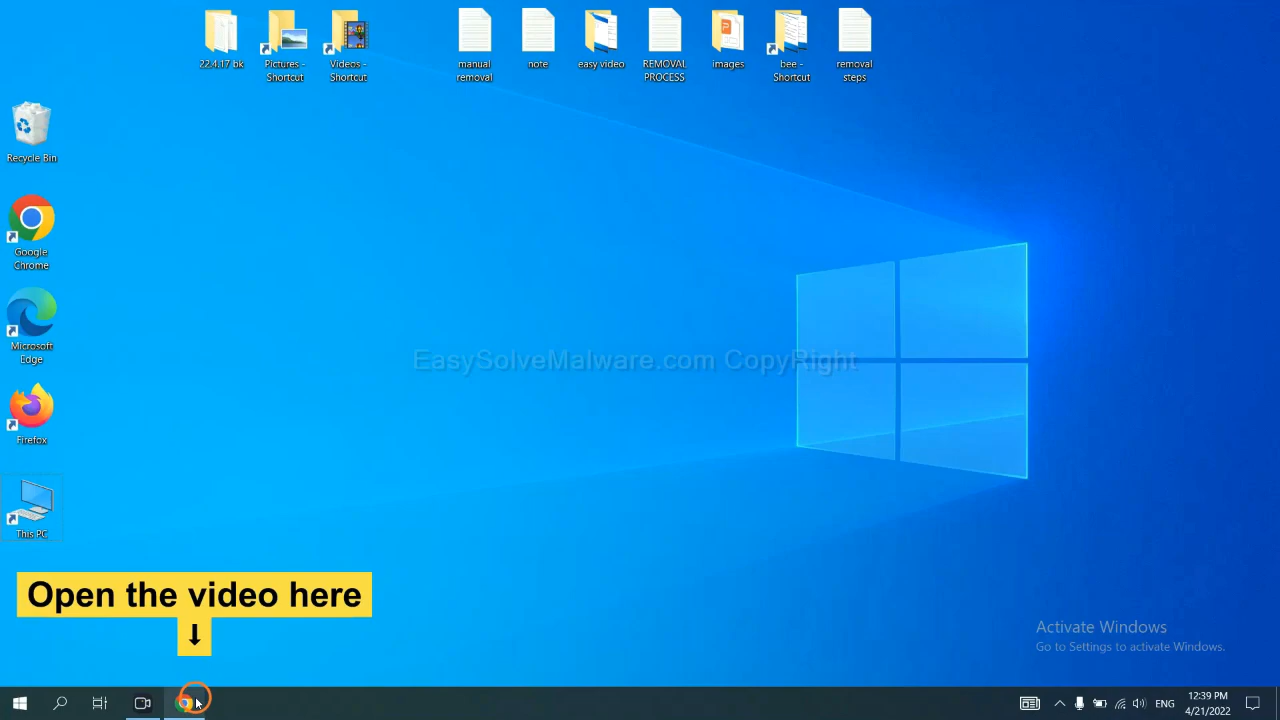 22.4.17 bk
Pictures -
Shortcut
Videos -
Shortcut
manual
removal
note
easy video
REMOVAL
PROCESS
images
bee -
Shortcut
removal
steps
Recycle Bin
Google
Chrome
Microsoft
Edge
Firefox
This PC
EasySolveMalware.com CopyRight
Open the video here
↓
Activate Windows
Go to Settings to activate Windows.
ENG
12:39 PM
4/21/2022